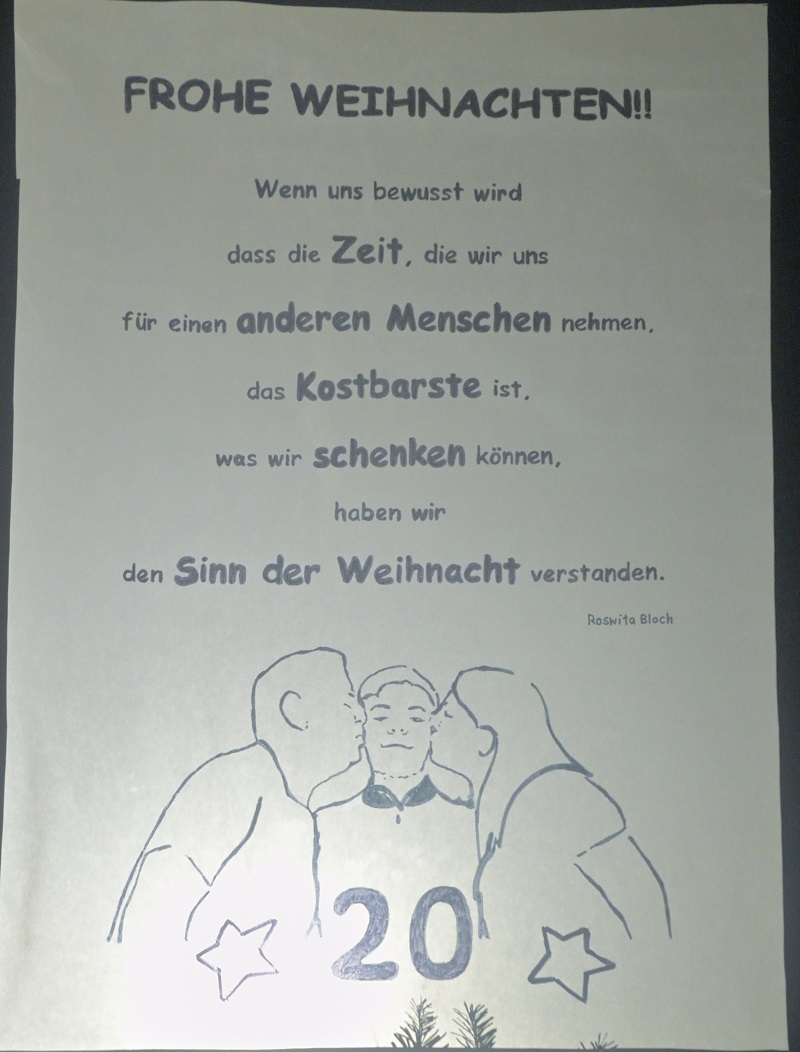 FROHE WEIHNACHTEN!!
Wenn uns bewusst wird
dass die Zeit, die wir uns
für einen anderen Menschen nehmen,
das Kostbarste ist,
was wir schenken können,
haben wir
den Sinn der Weihnacht verstanden.
Roswita Bloch
20